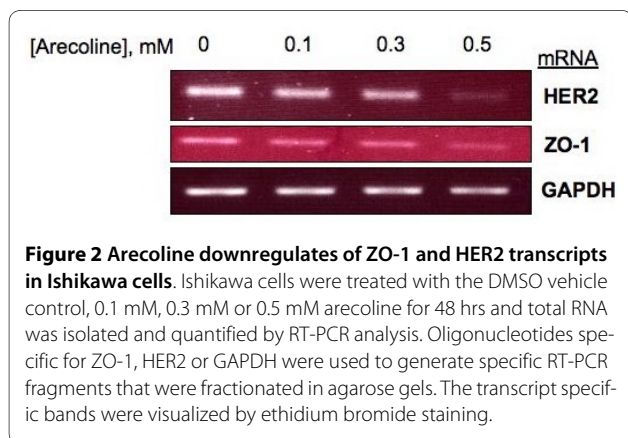 [Arecoline], mM 0 0.1 0.3 0.5
mRNA
HER2
ZO-1
GAPDH
Figure 2 Arecoline downregulates of ZO-1 and HER2 transcripts
in Ishikawa cells. Ishikawa cells were treated with the DMSO vehicle
control, 0.1 mM, 0.3 mM or 0.5 mM arecoline for 48 hrs and total RNA
was isolated and quantified by RT-PCR analysis. Oligonucleotides spe-
cific for ZO-1, HER2 or GAPDH were used to generate specific RT-PCR
fragments that were fractionated in agarose gels. The transcript specif-
ic bands were visualized by ethidium bromide staining.